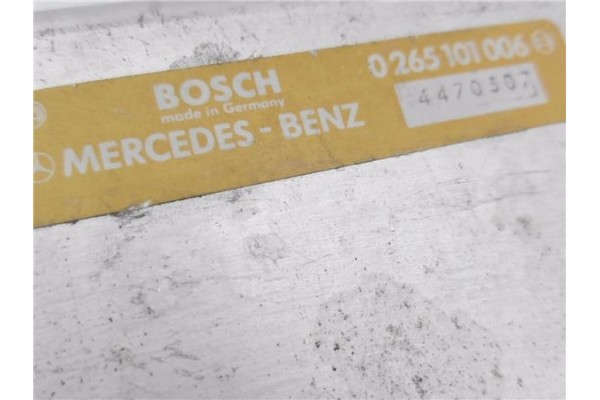 BOSCH
made in Germany
MERCEDES - BENZ
0 265 101 006
4470507